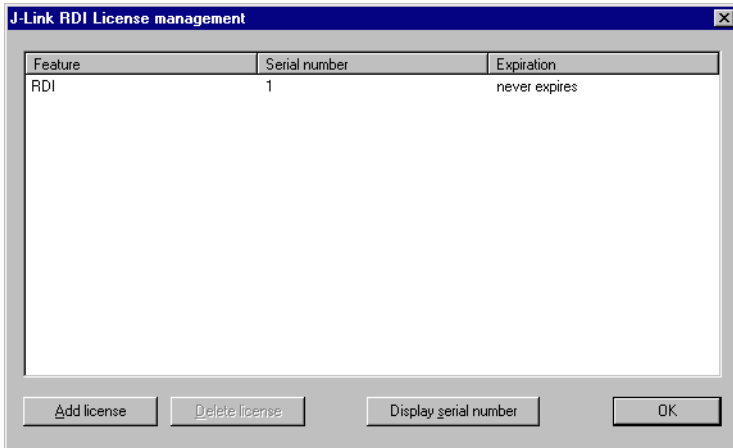 J-Link RDI License management
Feature Serial number Expiration
RDI 1 never expires
Add license Delete license Display serial number OK